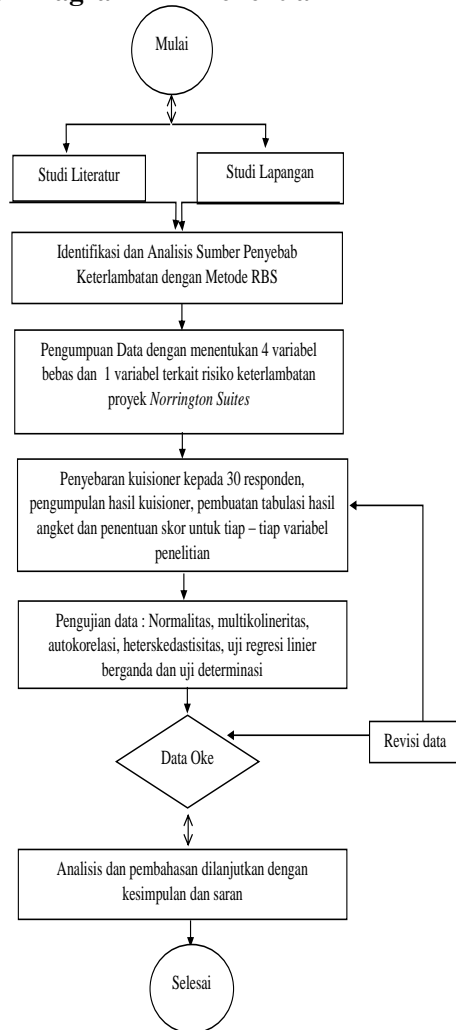 Mulai
Studi Literatur
Studi Lapangan
Identifikasi dan Analisis Sumber Penyebab
Keterlambatan dengan Metode RBS
Pengumpuan Data dengan menentukan 4 variabel
bebas dan 1 variabel terkait risiko keterlambatan
proyek Norrington Suites
Penyebaran kuisioner kepada 30 responden,
pengumpulan hasil kuisioner, pembuatan tabulasi hasil
angket dan penentuan skor untuk tiap – tiap variabel
penelitian
Pengujian data : Normalitas, multikolineritas,
autokorelasi, heterskedastisitas, uji regresi linier
berganda dan uji determinasi
Data Oke
Revisi data
Analisis dan pembahasan dilanjutkan dengan
kesimpulan dan saran
Selesai